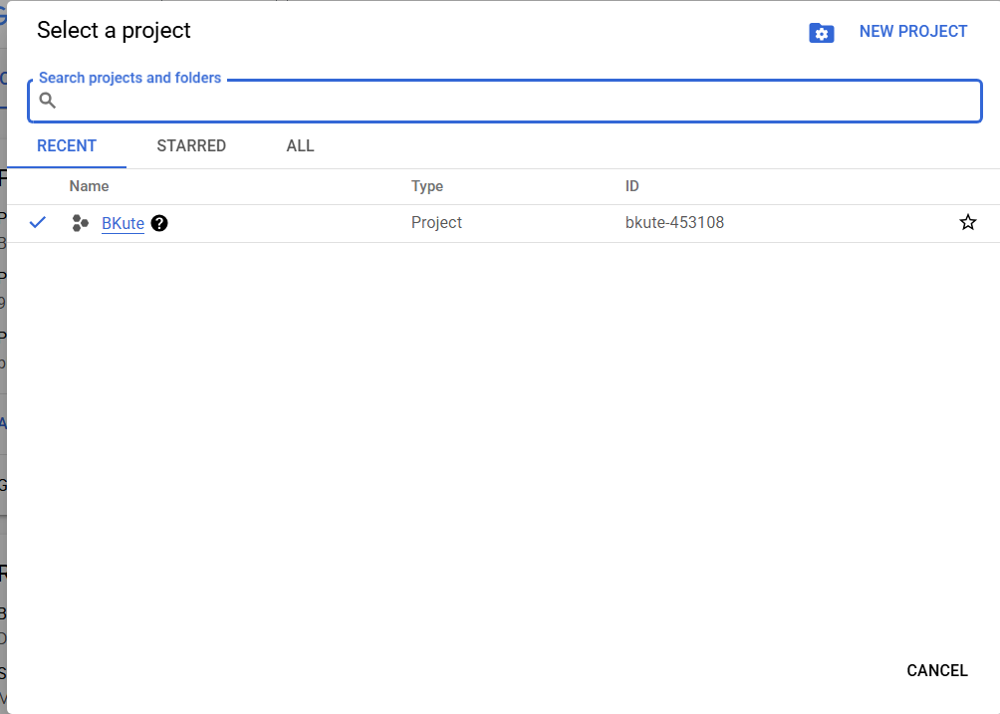 Select a project
NEW PROJECT
Search projects and folders
RECENT STARRED ALL
Name Type ID
BKute Project bkute-453108
CANCEL